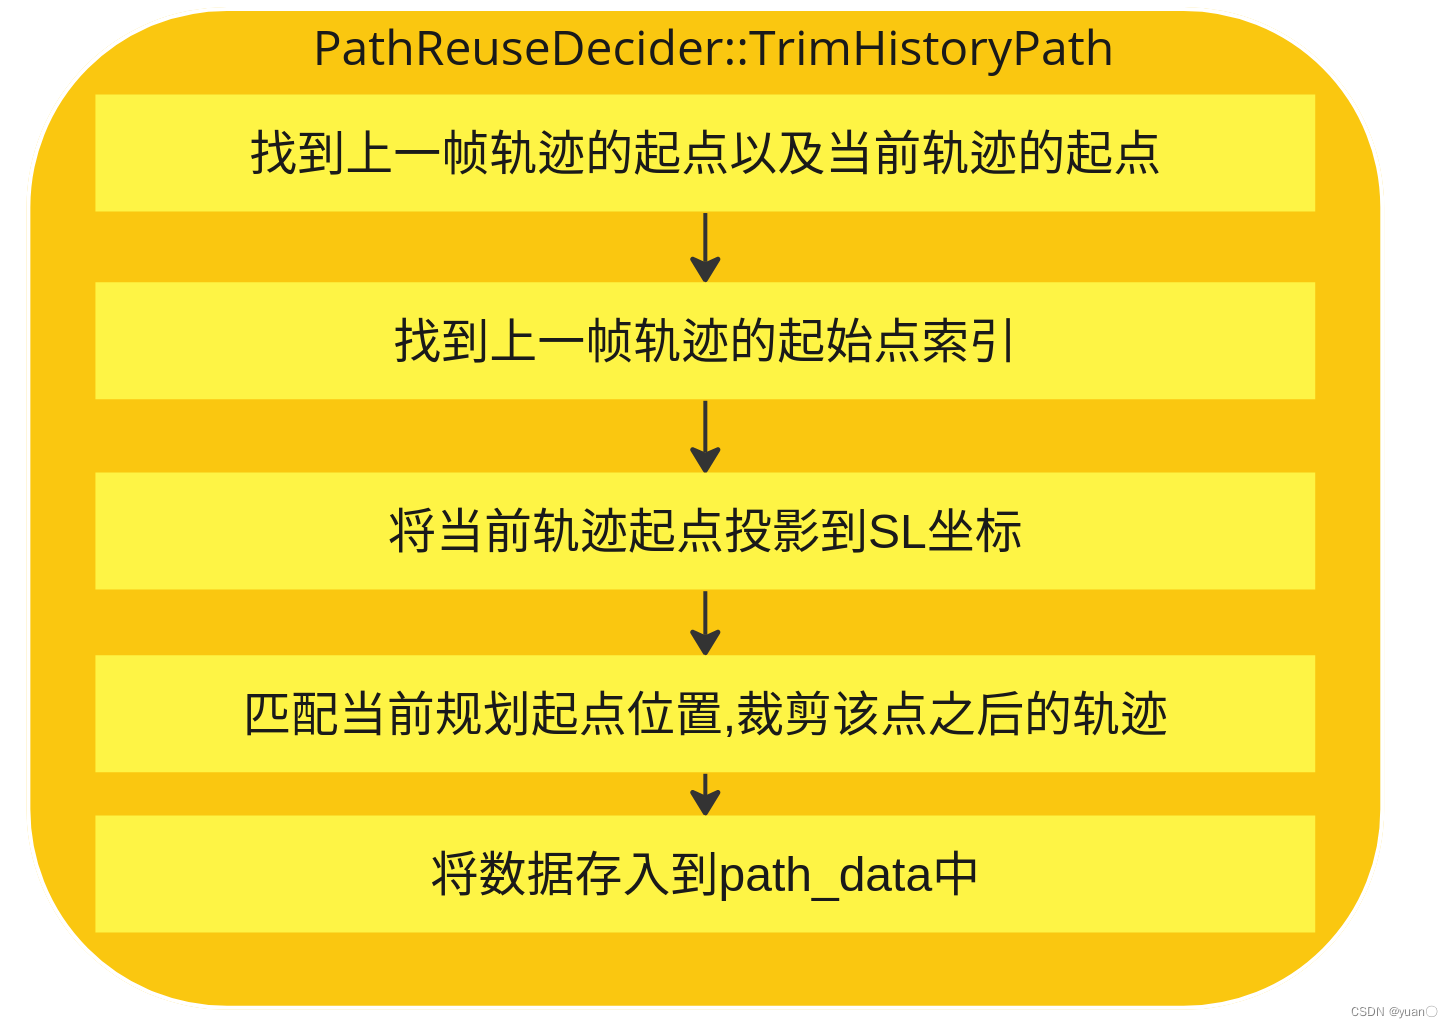 PathReuseDecider::TrimHistoryPath
找到上一帧轨迹的起点以及当前轨迹的起点
找到上一帧轨迹的起始点索引
将当前轨迹起点投影到SL坐标
匹配当前规划起点位置,裁剪该点之后的轨迹
将数据存入到path_data中
CSDN @yuan〇